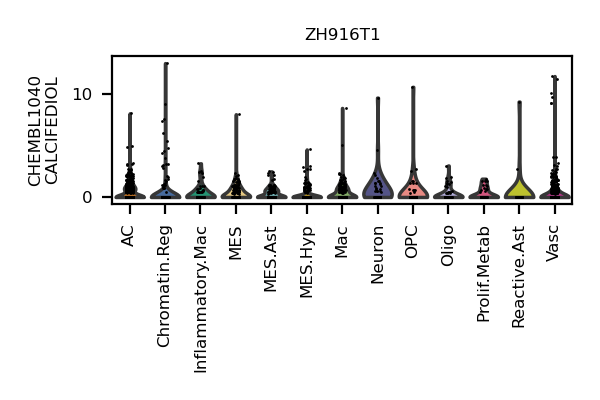 ZH916T1
CHEMBL1040
CALCIFEDIOL
10
0
AC
Chromatin.Reg
Inflammatory.Mac
MES
MES.Ast
MES.Hyp
Mac
Neuron
OPC
Oligo
Prolif.Metab
Reactive.Ast
Vasc